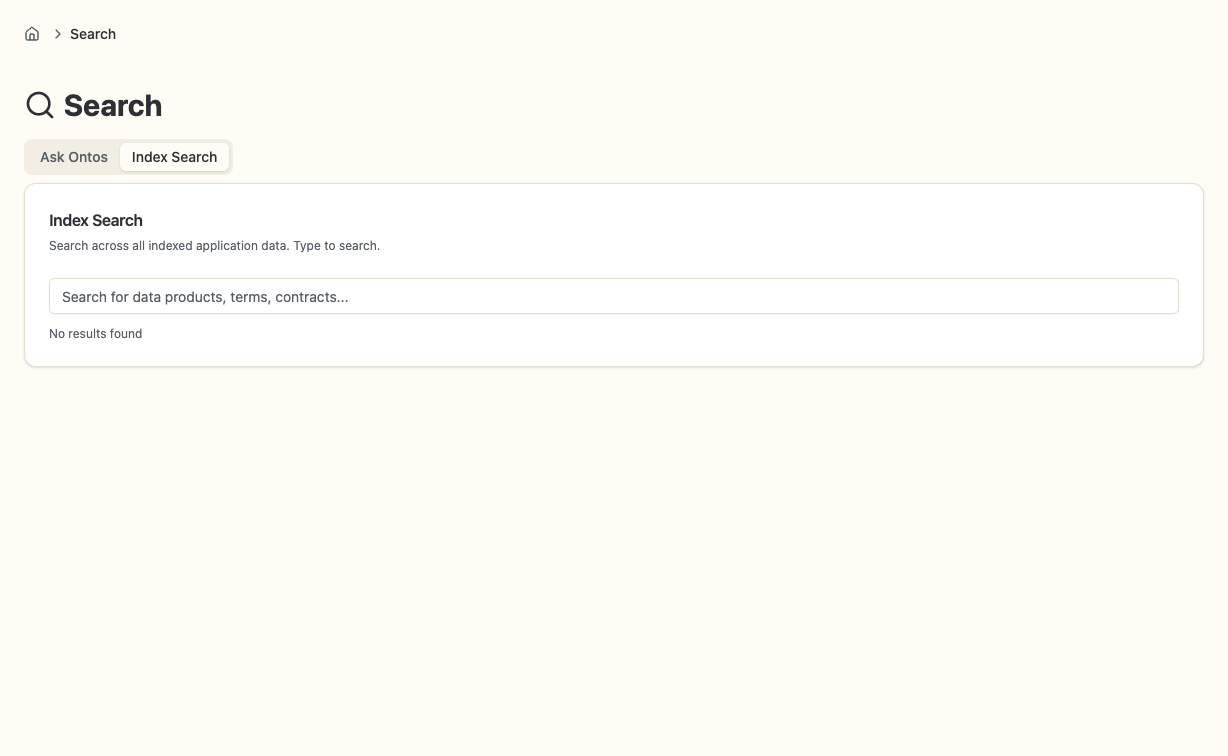 Search
Search
Ask Ontos
Index Search
Index Search
Search across all indexed application data. Type to search.
Search for data products, terms, contracts...
No results found